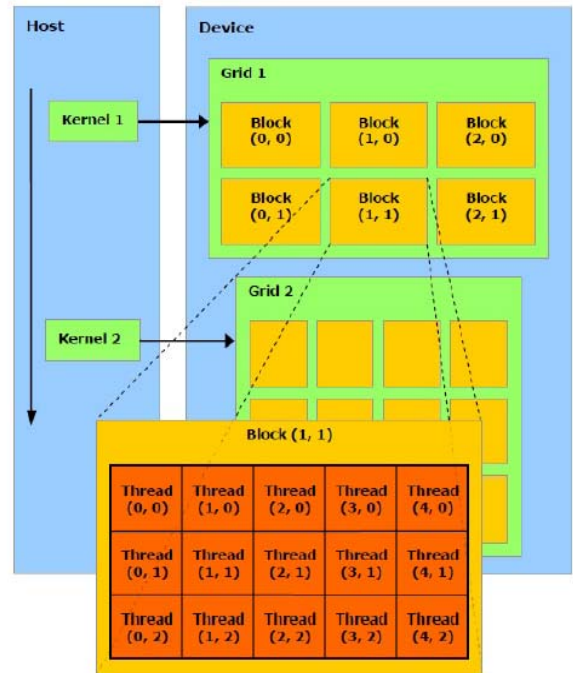 Host
Device
Grid 1
Kernel 1
Block
(0, 0)
Block
(1, 0)
Block
(2, 0)
Block
(0, 1)
Block
(1, 1)
Block
(2, 1)
Grid 2
Kernel 2
Block (1, 1)
Thread
(0, 0)
Thread
(1, 0)
Thread
(2, 0)
Thread
(3, 0)
Thread
(4, 0)
Thread
(0, 1)
Thread
(1, 1)
Thread
(2, 1)
Thread
(3, 1)
Thread
(4, 1)
Thread
(0, 2)
Thread
(1, 2)
Thread
(2, 2)
Thread
(3, 2)
Thread
(4, 2)